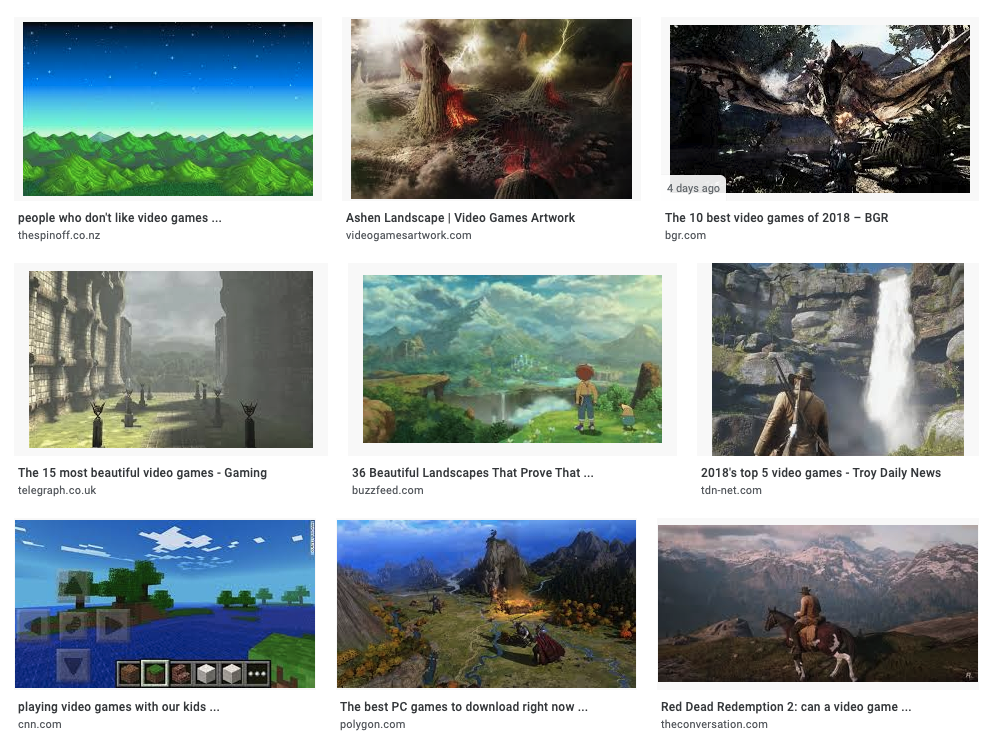 people who don't like video games ...
thespinoff.co.nz
Ashen Landscape | Video Games Artwork
videogamesartwork.com
4 days ago
The 10 best video games of 2018 – BGR
bgr.com
The 15 most beautiful video games - Gaming
telegraph.co.uk
36 Beautiful Landscapes That Prove That ...
buzzfeed.com
2018's top 5 video games - Troy Daily News
tdn-net.com
playing video games with our kids ...
cnn.com
The best PC games to download right now ...
polygon.com
R
Red Dead Redemption 2: can a video game ...
theconversation.com